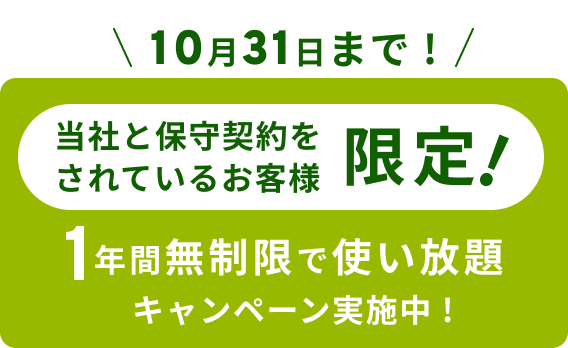 \ 10月31日まで！ /
当社と保守契約を
されているお客様
限定!
1年間無制限で使い放題
キャンペーン実施中！